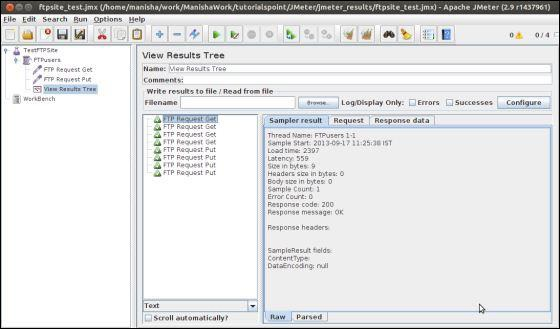 ftpsite_test.jmx (/home/manisha/work/ManishaWork/tutorialspoint/JMeter/jmeter_results/ftpsite_test.jmx) - Apache JMeter (2.9 r1437961)
File Edit Search Run Options Help
0 0 / 4
TestFTPSite
FTPusers
FTP Request Get
FTP Request Put
View Results Tree
WorkBench
View Results Tree
Name: View Results Tree
Comments:
Write results to file / Read from file
Filename Browse... Log/Display Only: Errors Successes Configure
FTP Request Get
FTP Request Get
FTP Request Get
FTP Request Get
FTP Request Put
FTP Request Put
FTP Request Put
FTP Request Put
Text
Scroll automatically?
Sampler result Request Response data
Thread Name: FTPusers 1-1
Sample Start: 2013-09-17 11:25:38 IST
Load time: 2397
Latency: 559
Size in bytes: 9
Headers size in bytes: 0
Body size in bytes: 0
Sample Count: 1
Error Count: 0
Response code: 200
Response message: OK
Response headers:
SampleResult fields:
ContentType:
DataEncoding: null
Raw Parsed